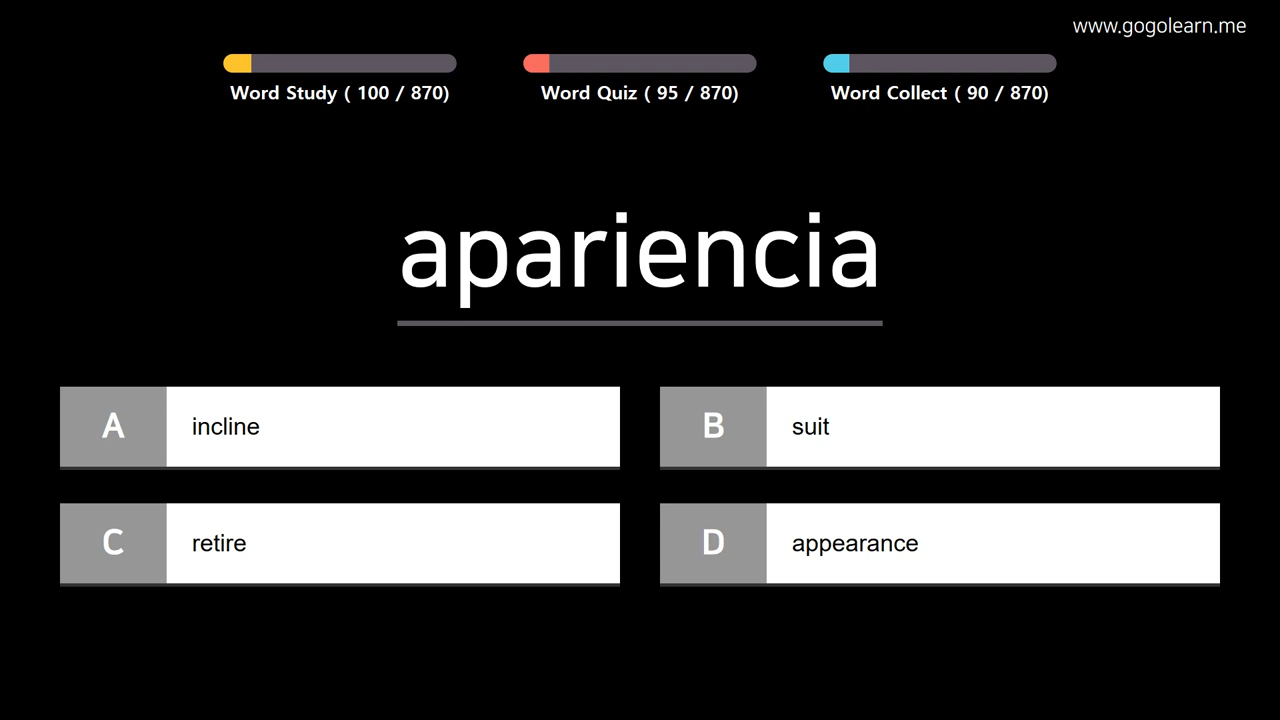 www.gogolearn.me
Word Study ( 100 / 870)
Word Quiz ( 95 / 870)
Word Collect ( 90 / 870)
apariencia
A incline
B suit
C retire
D appearance